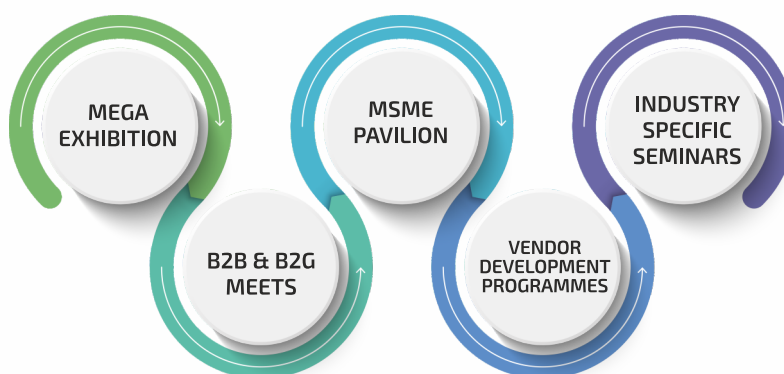 MEGA
EXHIBITION
B2B & B2G
MEETS
MSME
PAVILION
VENDOR
DEVELOPMENT
PROGRAMMES
INDUSTRY
SPECIFIC
SEMINARS